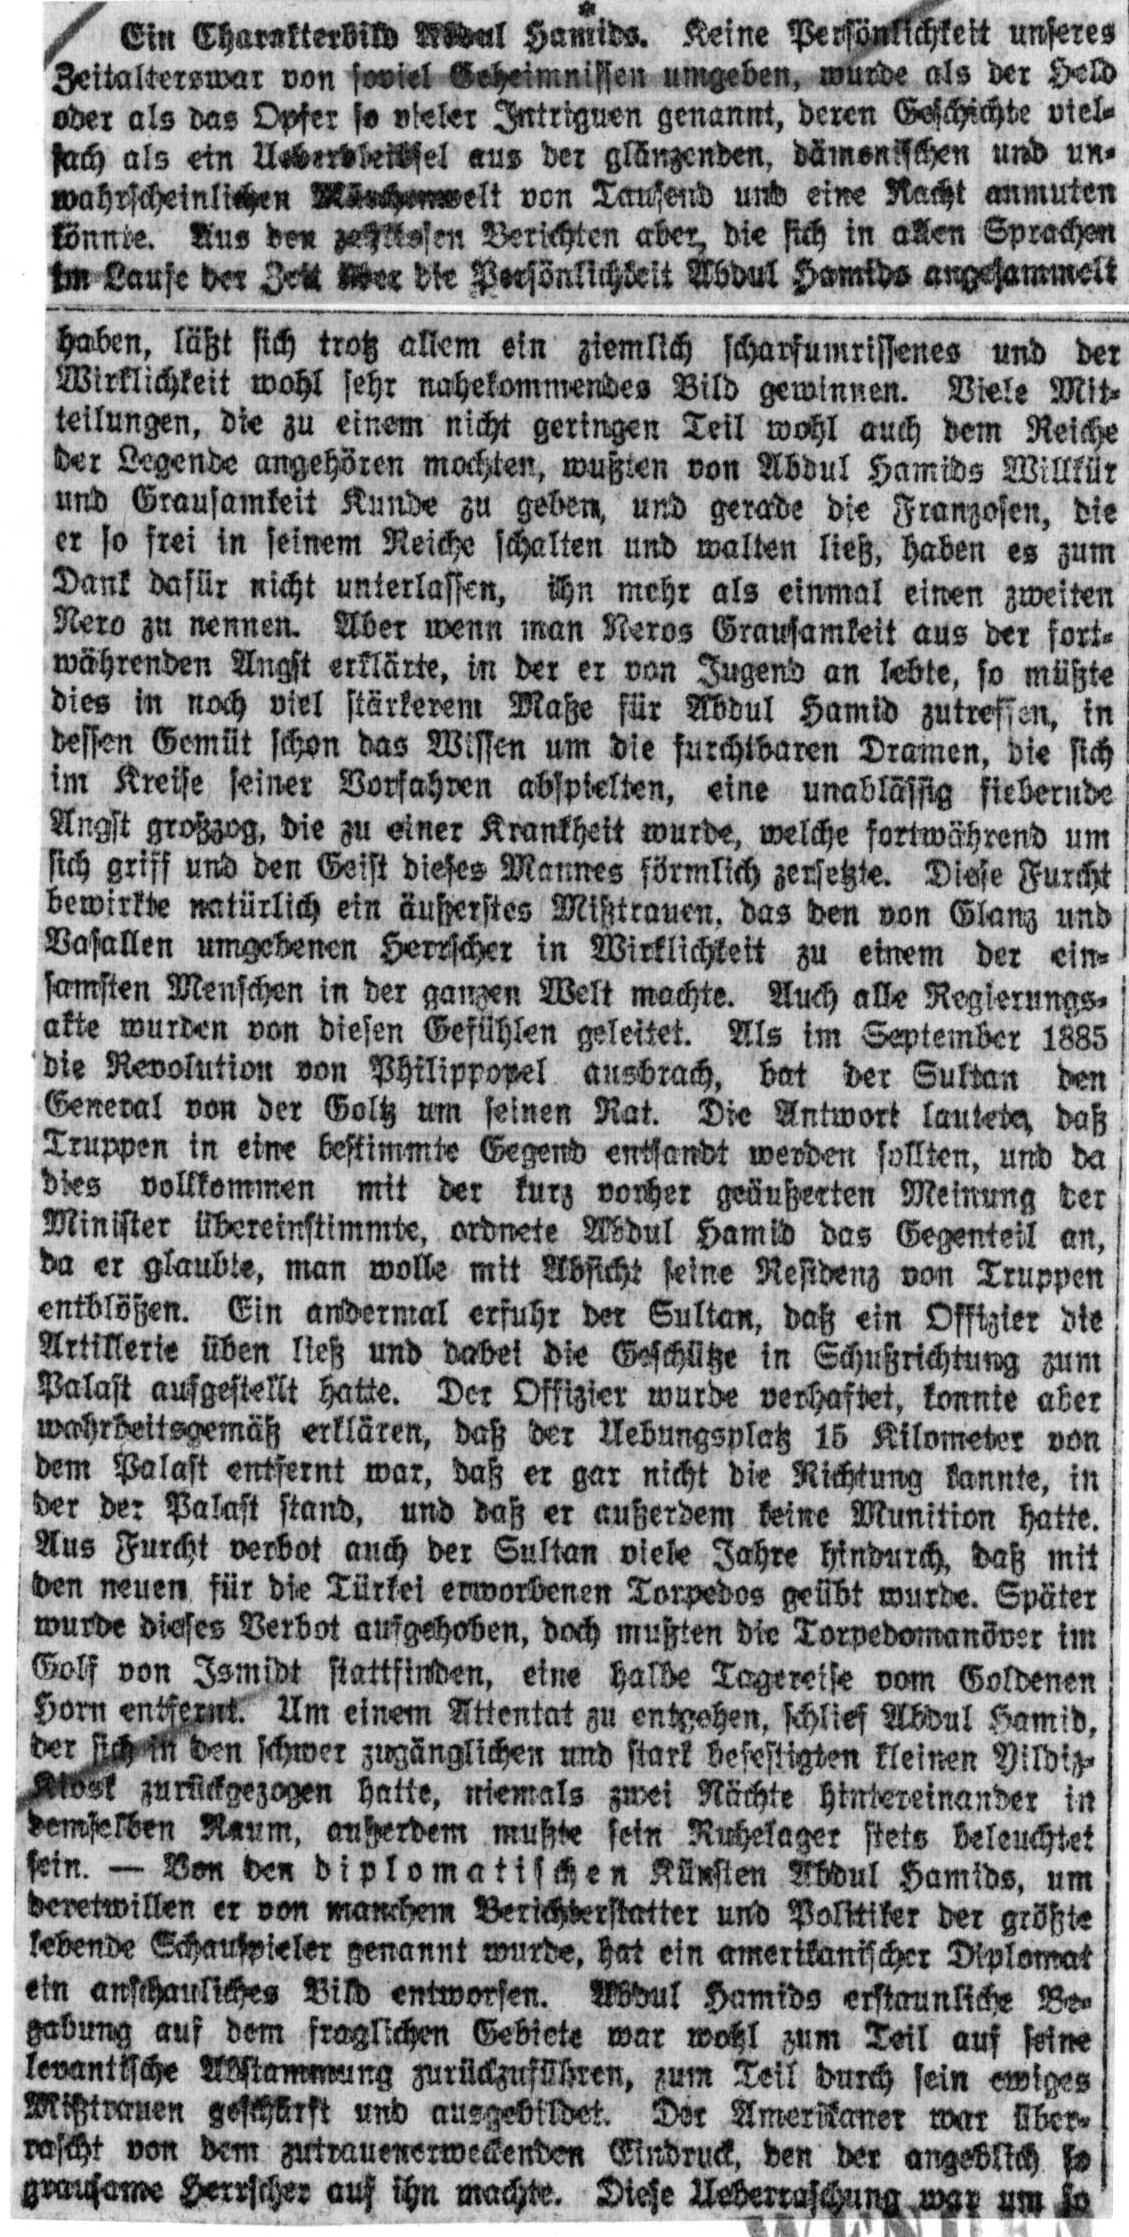 *
Ein Charakterbild Abdul Hamids. Keine Persönlichkeit unseres
Zeitalterswar von soviel Geheimnissen umgeben, wurde als der Held
oder als das Opfer so vieler Intriguen genannt, deren Geschichte viel-
fach als ein Ueberbleibsel aus der glänzenden, dämonischen und un-
wahrscheinlichen Märchenwelt von Tausend und eine Nacht anmuten
könnte. Aus den zahllosen Berichten aber, die sich in allen Sprachen
im Laufe der Zeit über die Persönlichkeit Abdul Hamids angesammelt
haben, läßt sich trotz allem ein ziemlich scharfumrissenes und der
Wirklichkeit wohl sehr nahekommendes Bild gewinnen. Viele Mit-
teilungen, die zu einem nicht geringen Teil wohl auch dem Reiche
der Legende angehören mochten, wußten von Abdul Hamids Willkür
und Grausamkeit Kunde zu geben, und gerade die Franzosen, die
er so frei in seinem Reiche schalten und walten ließ, haben es zum
Dank dafür nicht unterlassen, ihn mehr als einmal einen zweiten
Nero zu nennen. Aber wenn man Neros Grausamkeit aus der fort-
währenden Angst erklärte, in der er von Jugend an lebte, so müßte
dies in noch viel stärkerem Maße für Abdul Hamid zutreffen, in
dessen Gemüt schon das Wissen um die furchtbaren Dramen, die sich
im Kreise seiner Vorfahren abspielten, eine unablässig fiebernde
Angst großzog, die zu einer Krankheit wurde, welche fortwährend um
sich griff und den Geist dieses Mannes förmlich zersetzte. Diese Furcht
bewirkte natürlich ein äußerstes Mißtrauen, das den von Glanz und
Vasallen umgebenen Herrscher in Wirklichkeit zu einem der ein-
samsten Menschen in der ganzen Welt machte. Auch alle Regierungs-
akte wurden von diesen Gefühlen geleitet. Als im September 1885
die Revolution von Philippopel ausbrach, bat der Sultan den
General von der Goltz um seinen Rat. Die Antwort lautete, daß
Truppen in eine bestimmte Gegend entsandt werden sollten, und da
dies vollkommen mit der kurz vorher geäußerten Meinung der
Minister übereinstimmte, ordnete Abdul Hamid das Gegenteil an,
da er glaubte, man wolle mit Absicht seine Residenz von Truppen
entblößen. Ein andermal erfuhr der Sultan, daß ein Offizier die
Artillerie üben ließ und dabei die Geschütze in Schußrichtung zum
Palast aufgestellt hatte. Der Offizier wurde verhaftet, konnte aber
wahrheitsgemäß erklären, daß der Uebungsplatz 15 Kilometer von
dem Palast entfernt war, daß er gar nicht die Richtung kannte, in
der der Palast stand, und daß er außerdem keine Munition hatte.
Aus Furcht verbot auch der Sultan viele Jahre hindurch, daß mit
den neuen für die Türkei erworbenen Torpedos geübt wurde. Später
wurde dieses Verbot aufgehoben, doch mußten die Torpedomanöver im
Golf von Ismidt stattfinden, eine halbe Tagereise vom Goldenen
Horn entfernt. Um einem Attentat zu entgehen, schlief Abdul Hamid,
der sich in den schwer zugänglichen und stark befestigten kleinen Yildiz-
Kiosk zurückgezogen hatte, niemals zwei Nächte hintereinander in
demselben Raum, außerdem mußte sein Ruhelager stets beleuchtet
sein. — Von den diplomatischen Künsten Abdul Hamids, um
deretwillen er von manchem Berichterstatter und Politiker der größte
lebende Schauspieler genannt wurde, hat ein amerikanischer Diplomat
ein anschauliches Bild entworfen. Abdul Hamids erstaunliche Be-
gabung auf dem fraglichen Gebiete war wohl zum Teil auf seine
levantische Abstammung zurückzuführen, zum Teil durch sein ewiges
Mißtrauen geschärft und ausgebildet. Der Amerikaner war über-
rascht von dem zutrauenerweckenden Eindruck, den der angeblich so
grausame Herrscher auf ihn machte. Diese Ueberraschung war um so